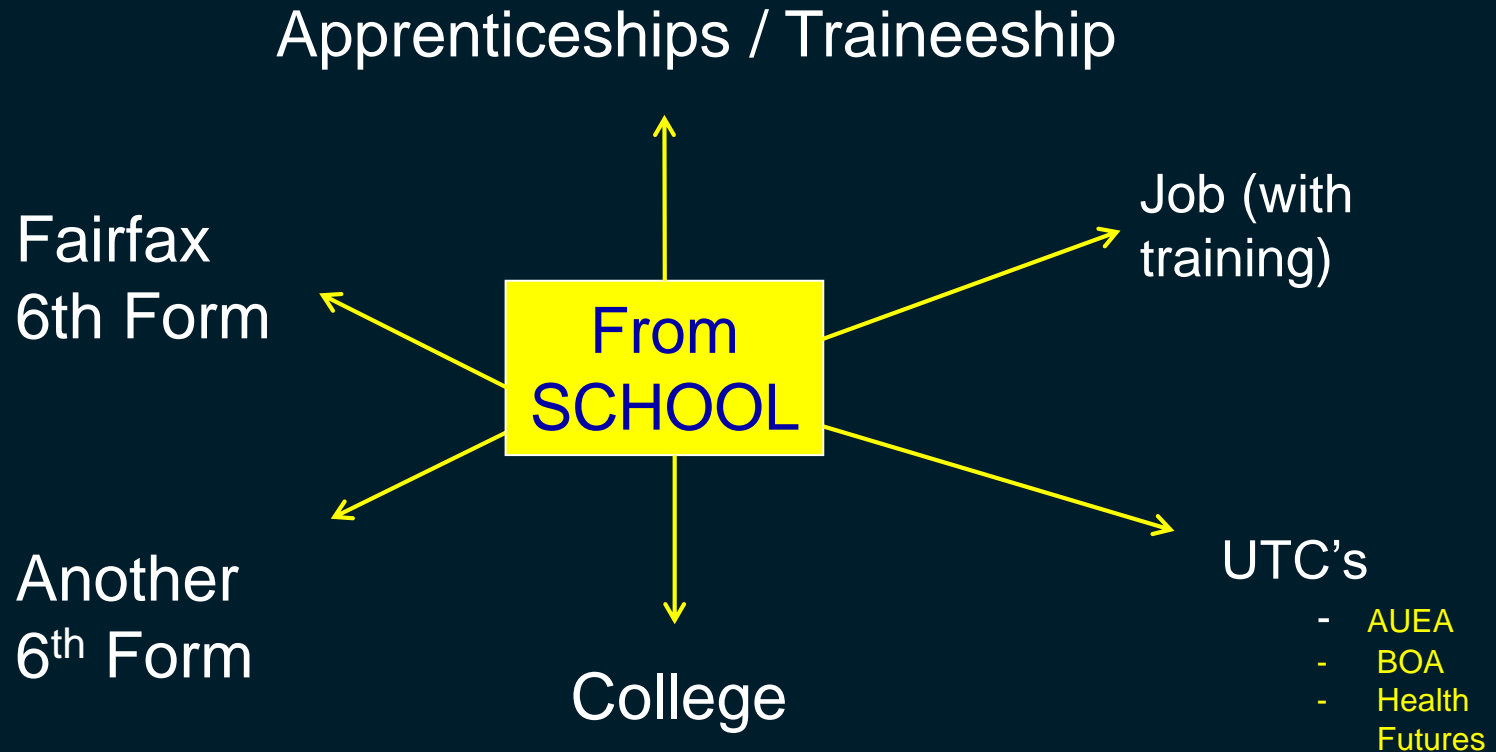 Apprenticeships / Traineeship
Job (with
training)
Fairfax
6th Form
From
SCHOOL
Another
6th Form
College
UTC’s
- AUEA
- BOA
- Health
Futures